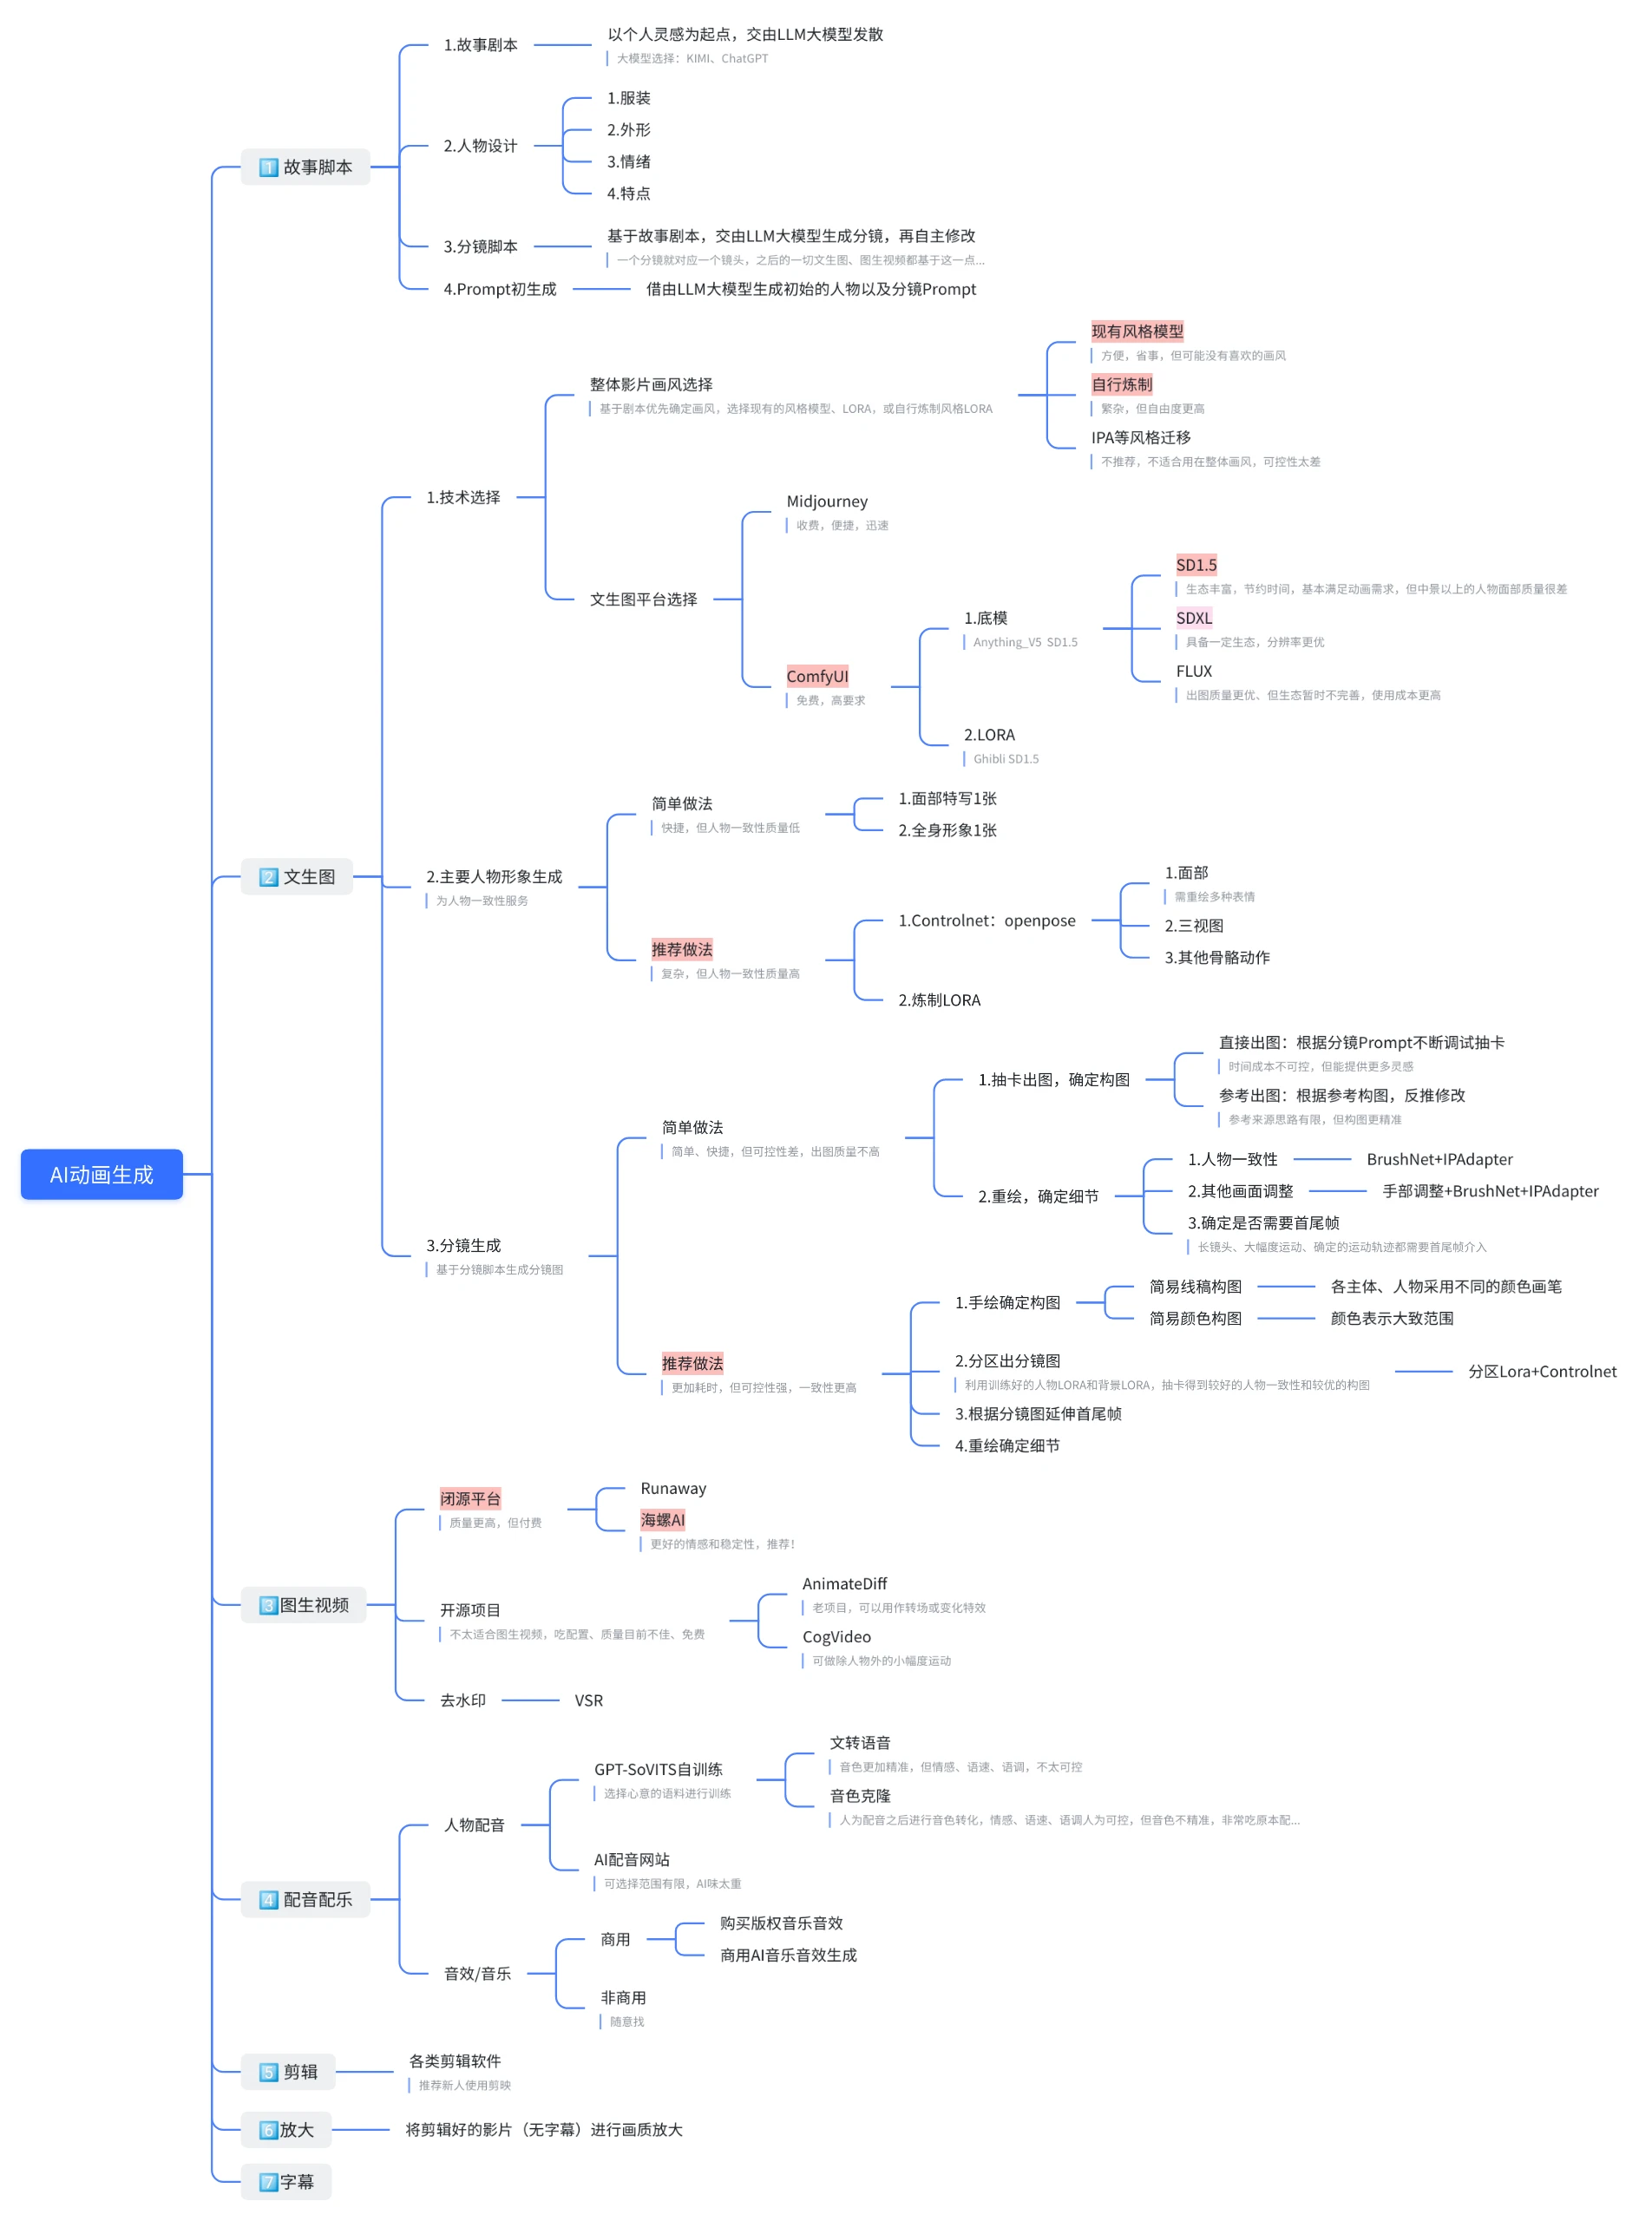 AI动画生成
1 故事脚本
1.故事剧本
以个人灵感为起点，交由LLM大模型发散
大模型选择：KIMI、ChatGPT
2.人物设计
1.服装
2.外形
3.情绪
4.特点
3.分镜脚本
基于故事剧本，交由LLM大模型生成分镜，再自主修改
一个分镜就对应一个镜头，之后的一切文生图、图生视频都基于这一点...
4.Prompt初生成
借由LLM大模型生成初始的人物以及分镜Prompt
2 文生图
1.技术选择
整体影片画风选择
基于剧本优先确定画风，选择现有的风格模型、LORA，或自行炼制风格LORA
现有风格模型
方便，省事，但可能没有喜欢的画风
自行炼制
繁杂，但自由度更高
IPA等风格迁移
不推荐，不适合用在整体画风，可控性太差
文生图平台选择
Midjourney
收费，便捷，迅速
ComfyUI
免费，高要求
1.底模
Anything_V5 SD1.5
SD1.5
生态丰富，节约时间，基本满足动画需求，但中景以上的人物面部质量很差
SDXL
具备一定生态，分辨率更优
FLUX
出图质量更优、但生态暂时不完善，使用成本更高
2.LORA
Ghibli SD1.5
2.主要人物形象生成
为人物一致性服务
简单做法
快捷，但人物一致性质量低
1.面部特写1张
2.全身形象1张
推荐做法
复杂，但人物一致性质量高
1.Controlnet：openpose
1.面部
需重绘多种表情
2.三视图
3.其他骨骼动作
2.炼制LORA
3.分镜生成
基于分镜脚本生成分镜图
简单做法
简单、快捷，但可控性差，出图质量不高
1.抽卡出图，确定构图
直接出图：根据分镜Prompt不断调试抽卡
时间成本不可控，但能提供更多灵感
参考出图：根据参考构图，反推修改
参考来源思路有限，但构图更精准
2.重绘，确定细节
1.人物一致性
BrushNet+IPAdapter
2.其他画面调整
手部调整+BrushNet+IPAdapter
3.确定是否需要首尾帧
长镜头、大幅度运动、确定的运动轨迹都需要首尾帧介入
推荐做法
更加耗时，但可控性强，一致性更高
1.手绘确定构图
简易线稿构图
各主体、人物采用不同的颜色画笔
简易颜色构图
颜色表示大致范围
2.分区出分镜图
利用训练好的人物LORA和背景LORA，抽卡得到较好的人物一致性和较优的构图
分区Lora+Controlnet
3.根据分镜图延伸首尾帧
4.重绘确定细节
3图生视频
闭源平台
质量更高，但付费
Runaway
海螺AI
更好的情感和稳定性，推荐！
开源项目
不太适合图生视频，吃配置、质量目前不佳、免费
AnimateDiff
老项目，可以用作转场或变化特效
CogVideo
可做除人物外的小幅度运动
去水印
VSR
4 配音配乐
人物配音
GPT-SoVITS自训练
选择心意的语料进行训练
文转语音
音色更加精准，但情感、语速、语调，不太可控
音色克隆
人为配音之后进行音色转化，情感、语速、语调人为可控，但音色不精准，非常吃原本配...
AI配音网站
可选择范围有限，AI味太重
音效/音乐
商用
购买版权音乐音效
商用AI音乐音效生成
非商用
随意找
5 剪辑
各类剪辑软件
推荐新人使用剪映
6放大
将剪辑好的影片（无字幕）进行画质放大
7字幕